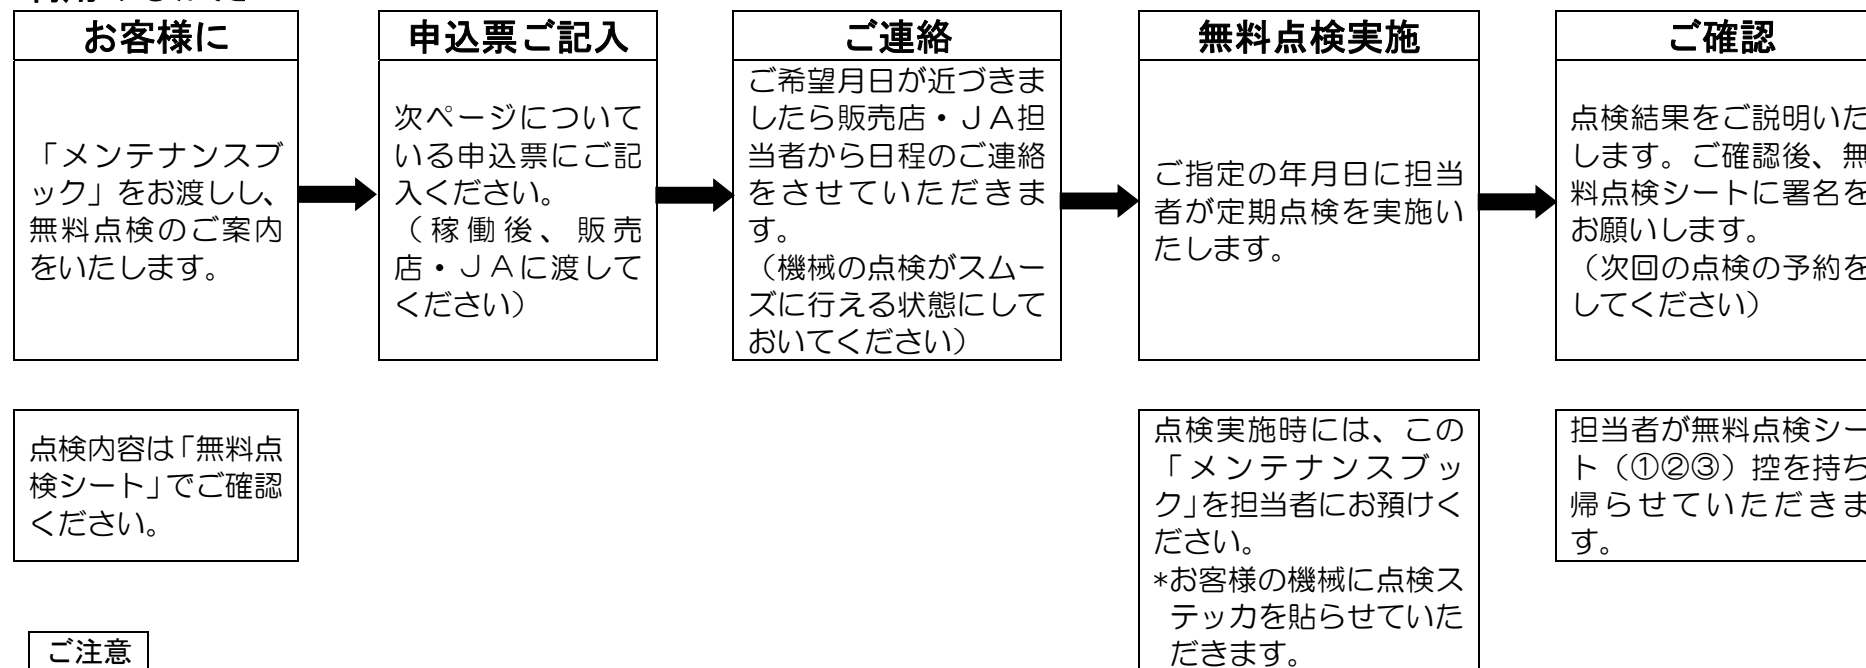 お客様に
「メンテナンスブ
ック」をお渡しし、
無料点検のご案内
をいたします。
申込票ご記入
次ページについて
いる申込票にご記
入ください。
（稼働後、販売
店・ＪＡに渡して
ください）
ご連絡
ご希望月日が近づきま
したら販売店・ＪＡ担
当者から日程のご連絡
をさせていただきま
す。
（機械の点検がスムー
ズに行える状態にして
おいてください）
無料点検実施
ご指定の年月日に担当
者が定期点検を実施い
たします。
ご確認
点検結果をご説明いた
します。ご確認後、無
料点検シートに署名を
お願いします。
（次回の点検の予約を
してください）
点検内容は「無料点
検シート」でご確認
ください。
点検実施時には、この
「メンテナンスブッ
ク」を担当者にお預けく
ださい。
*お客様の機械に点検ス
テッカを貼らせていた
だきます。
担当者が無料点検シー
ト（①②③）控を持ち
帰らせていただきま
す。
ご注意